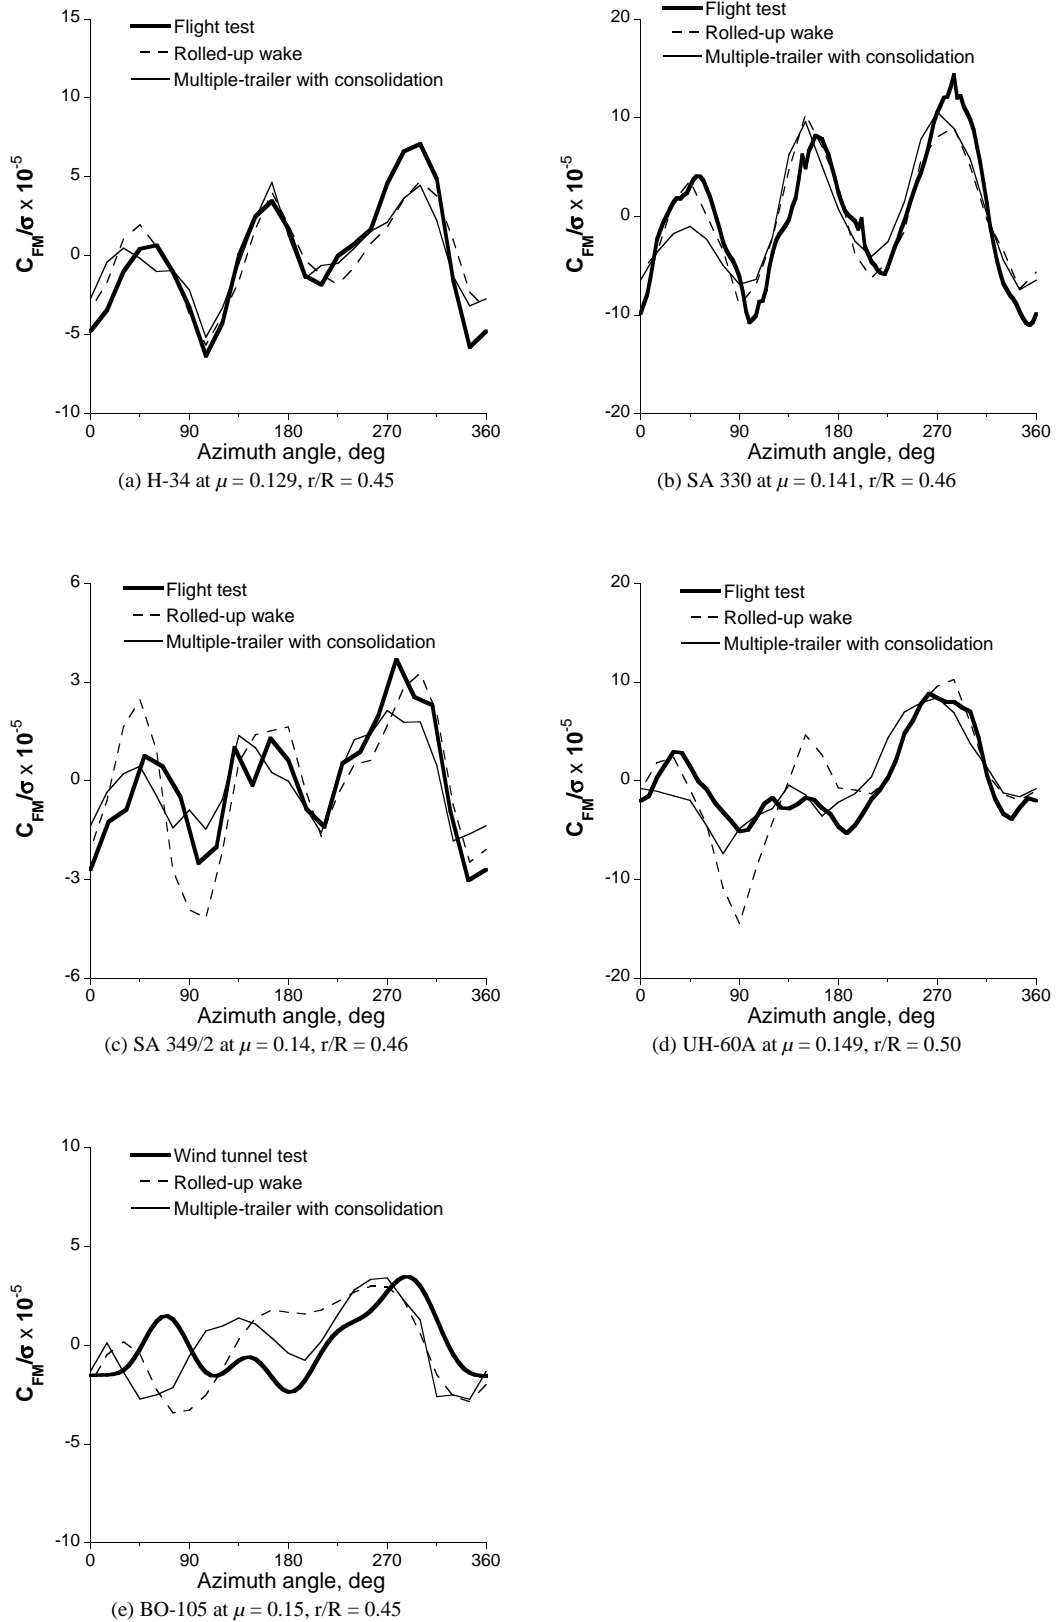 15
10
5
0
-5
-10
C_FM/σ x 10^-5
Flight test
Rolled-up wake
Multiple-trailer with consolidation
0 90 180 270 360
Azimuth angle, deg
(a) H-34 at μ = 0.129, r/R = 0.45
20
10
0
-10
-20
C_FM/σ x 10^-5
Flight test
Rolled-up wake
Multiple-trailer with consolidation
0 90 180 270 360
Azimuth angle, deg
(b) SA 330 at μ = 0.141, r/R = 0.46
6
3
0
-3
-6
C_FM/σ x 10^-5
Flight test
Rolled-up wake
Multiple-trailer with consolidation
0 90 180 270 360
Azimuth angle, deg
(c) SA 349/2 at μ = 0.14, r/R = 0.46
20
10
0
-10
-20
C_FM/σ x 10^-5
Flight test
Rolled-up wake
Multiple-trailer with consolidation
0 90 180 270 360
Azimuth angle, deg
(d) UH-60A at μ = 0.149, r/R = 0.50
10
5
0
-5
-10
C_FM/σ x 10^-5
Wind tunnel test
Rolled-up wake
Multiple-trailer with consolidation
0 90 180 270 360
Azimuth angle, deg
(e) BO-105 at μ = 0.15, r/R = 0.45